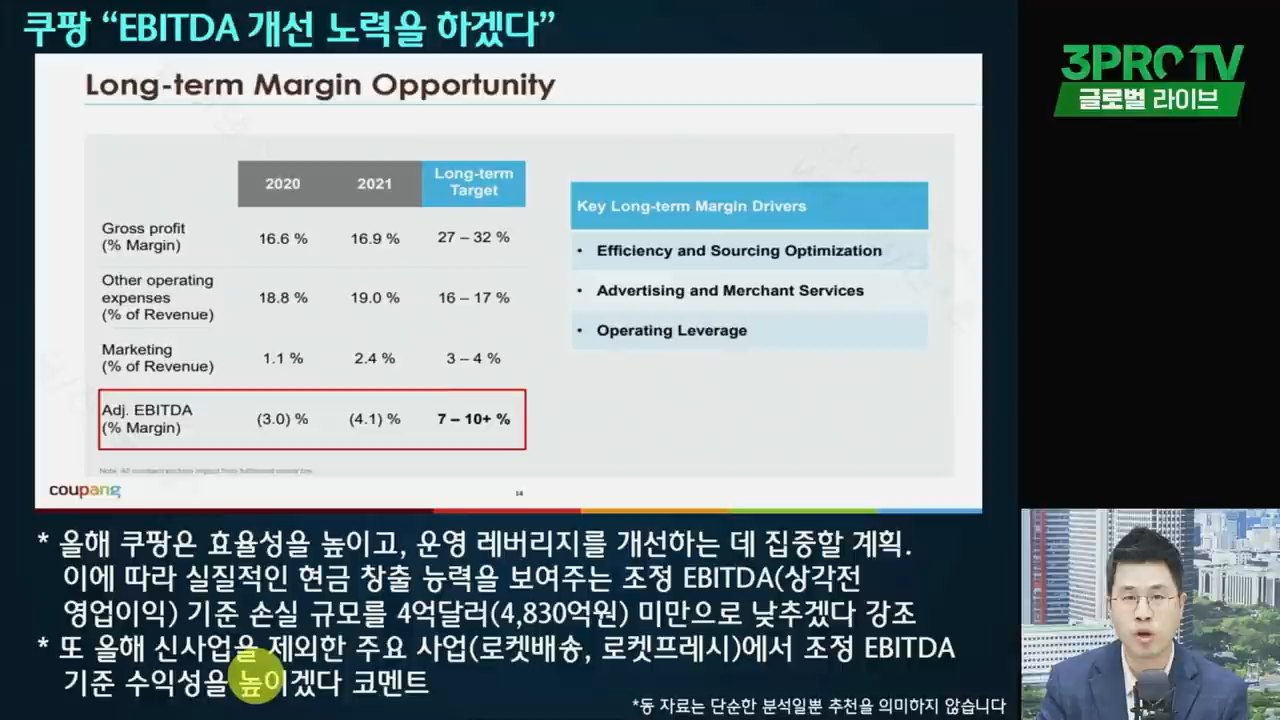 쿠팡 “EBITDA 개선 노력을 하겠다”
3PRO TV
글로벌 라이브
Long-term Margin Opportunity
2020 2021 Long-term Target
Gross profit (% Margin) 16.6 % 16.9 % 27 – 32 %
Other operating expenses (% of Revenue) 18.8 % 19.0 % 16 – 17 %
Marketing (% of Revenue) 1.1 % 2.4 % 3 – 4 %
Adj. EBITDA (% Margin) (3.0) % (4.1) % 7 – 10+ %
Key Long-term Margin Drivers
• Efficiency and Sourcing Optimization
• Advertising and Merchant Services
• Operating Leverage
coupang
14
* 올해 쿠팡은 효율성을 높이고, 운영 레버리지를 개선하는 데 집중할 계획.
이에 따라 실질적인 현금 창출 능력을 보여주는 조정 EBITDA(상각전
영업이익) 기준 손실 규모를 4억달러(4,830억원) 미만으로 낮추겠다 강조
* 또 올해 신사업을 제외한 주요 사업(로켓배송, 로켓프레시)에서 조정 EBITDA
기준 수익성을 높이겠다 코멘트
*동 자료는 단순한 분석일뿐 추천을 의미하지 않습니다